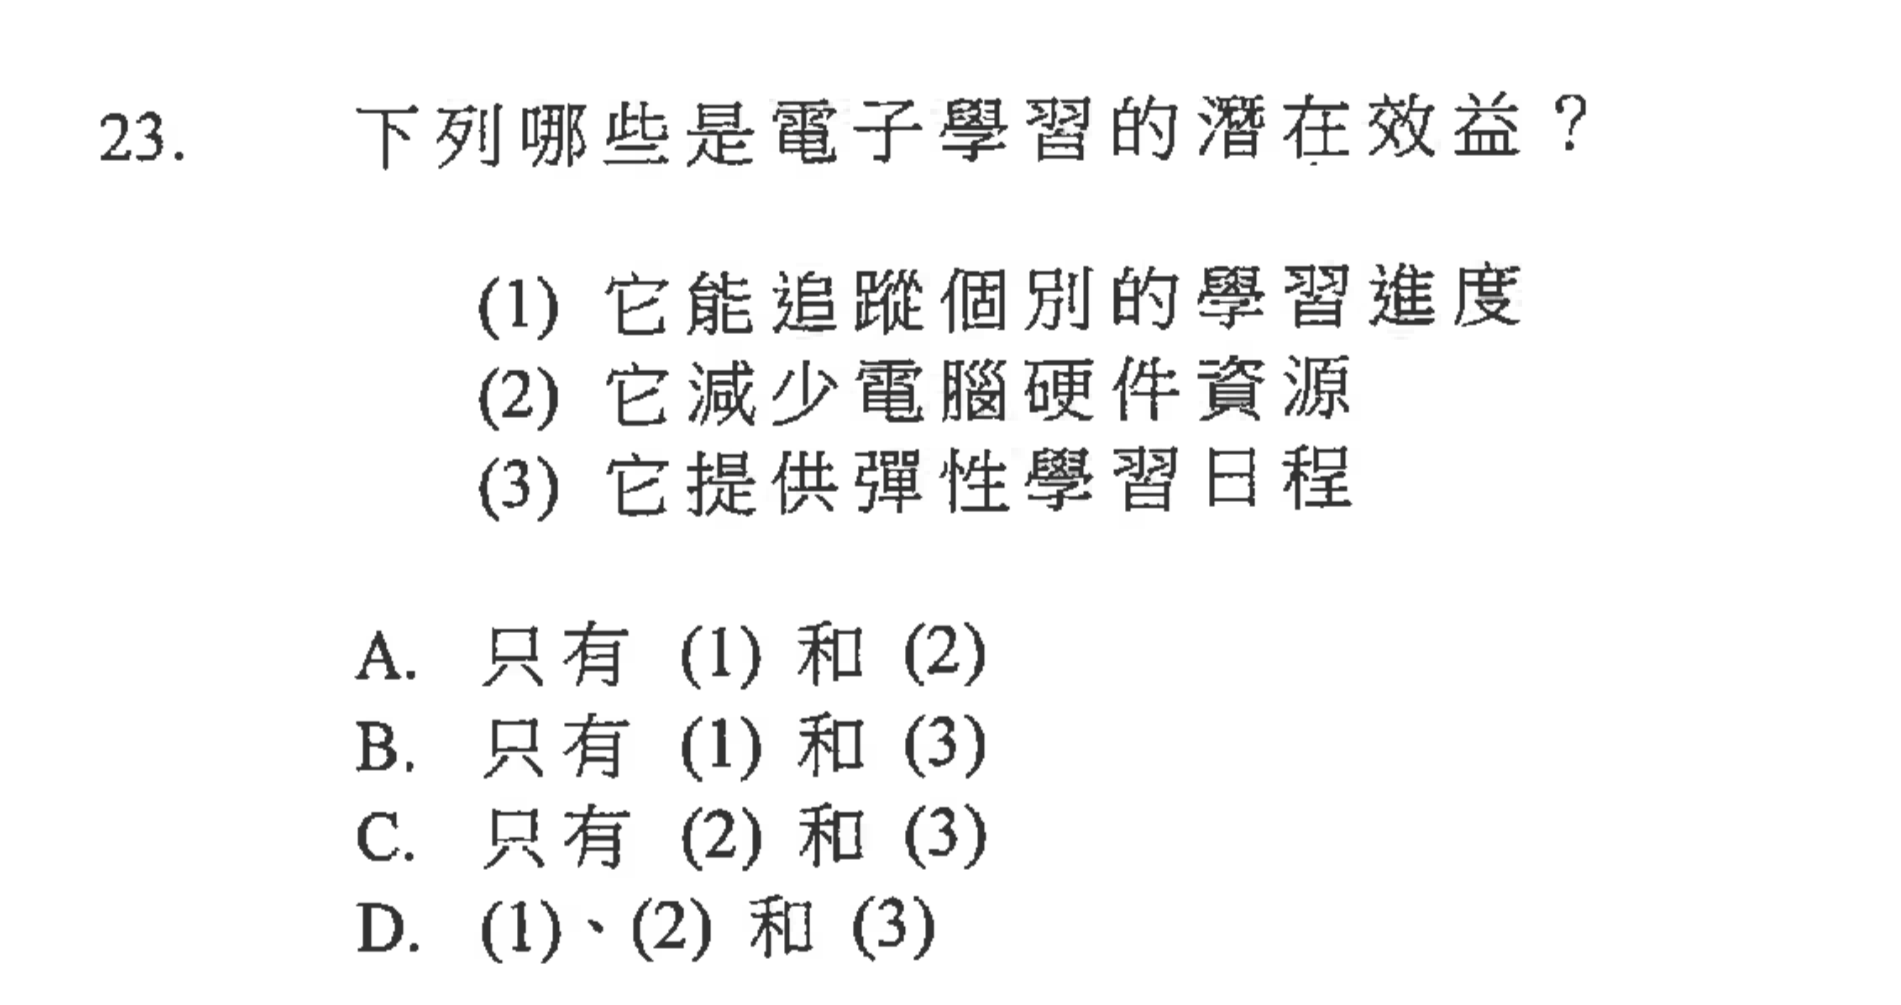 23. 下列哪些是電子學習的潛在效益？
(1) 它能追蹤個別的學習進度
(2) 它減少電腦硬件資源
(3) 它提供彈性學習日程
A. 只有 (1) 和 (2)
B. 只有 (1) 和 (3)
C. 只有 (2) 和 (3)
D. (1)、(2) 和 (3)